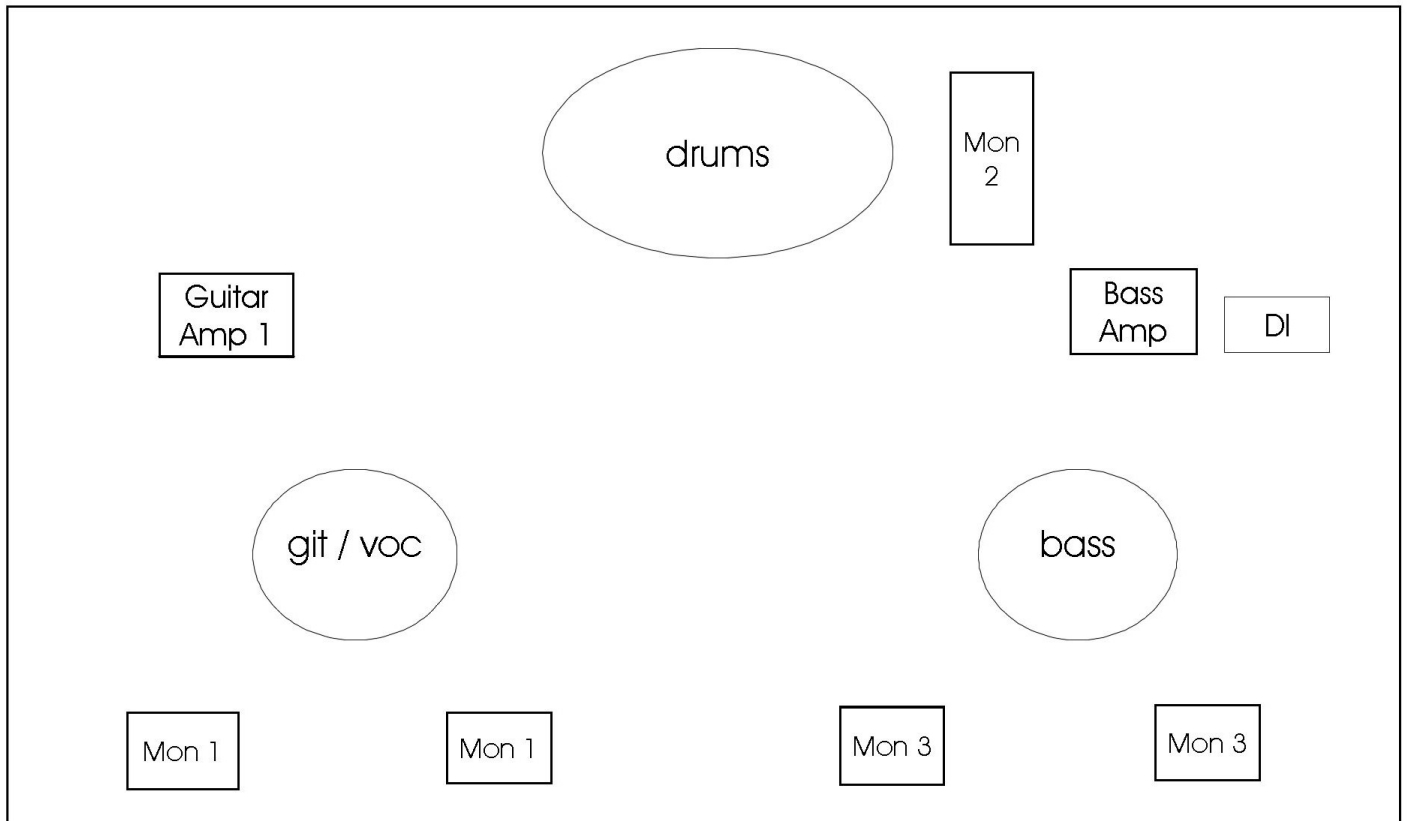 drums
Mon
2
Guitar
Amp 1
Bass
Amp
DI
git / voc
bass
Mon 1
Mon 1
Mon 3
Mon 3